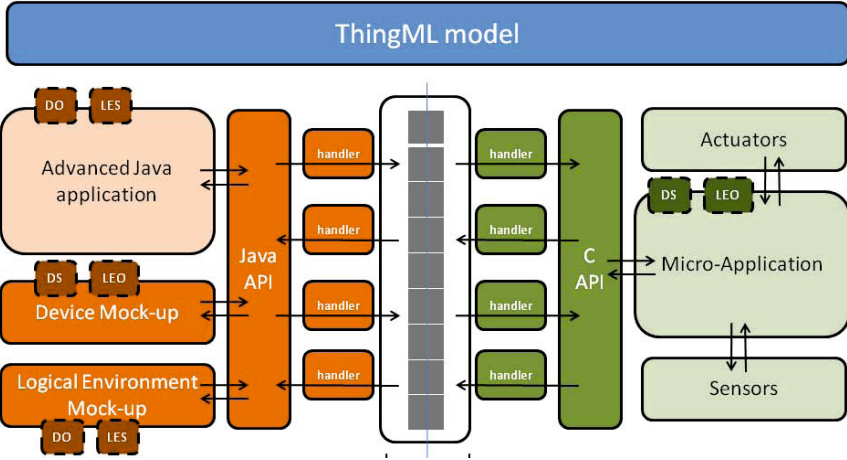 ThingML model
DO
LES
Advanced Java
application
DS
LEO
Device Mock-up
Logical Environment
Mock-up
DO
LES
Java
API
handler
handler
handler
handler
handler
handler
handler
handler
C
API
Actuators
DS
LEO
Micro-Application
Sensors